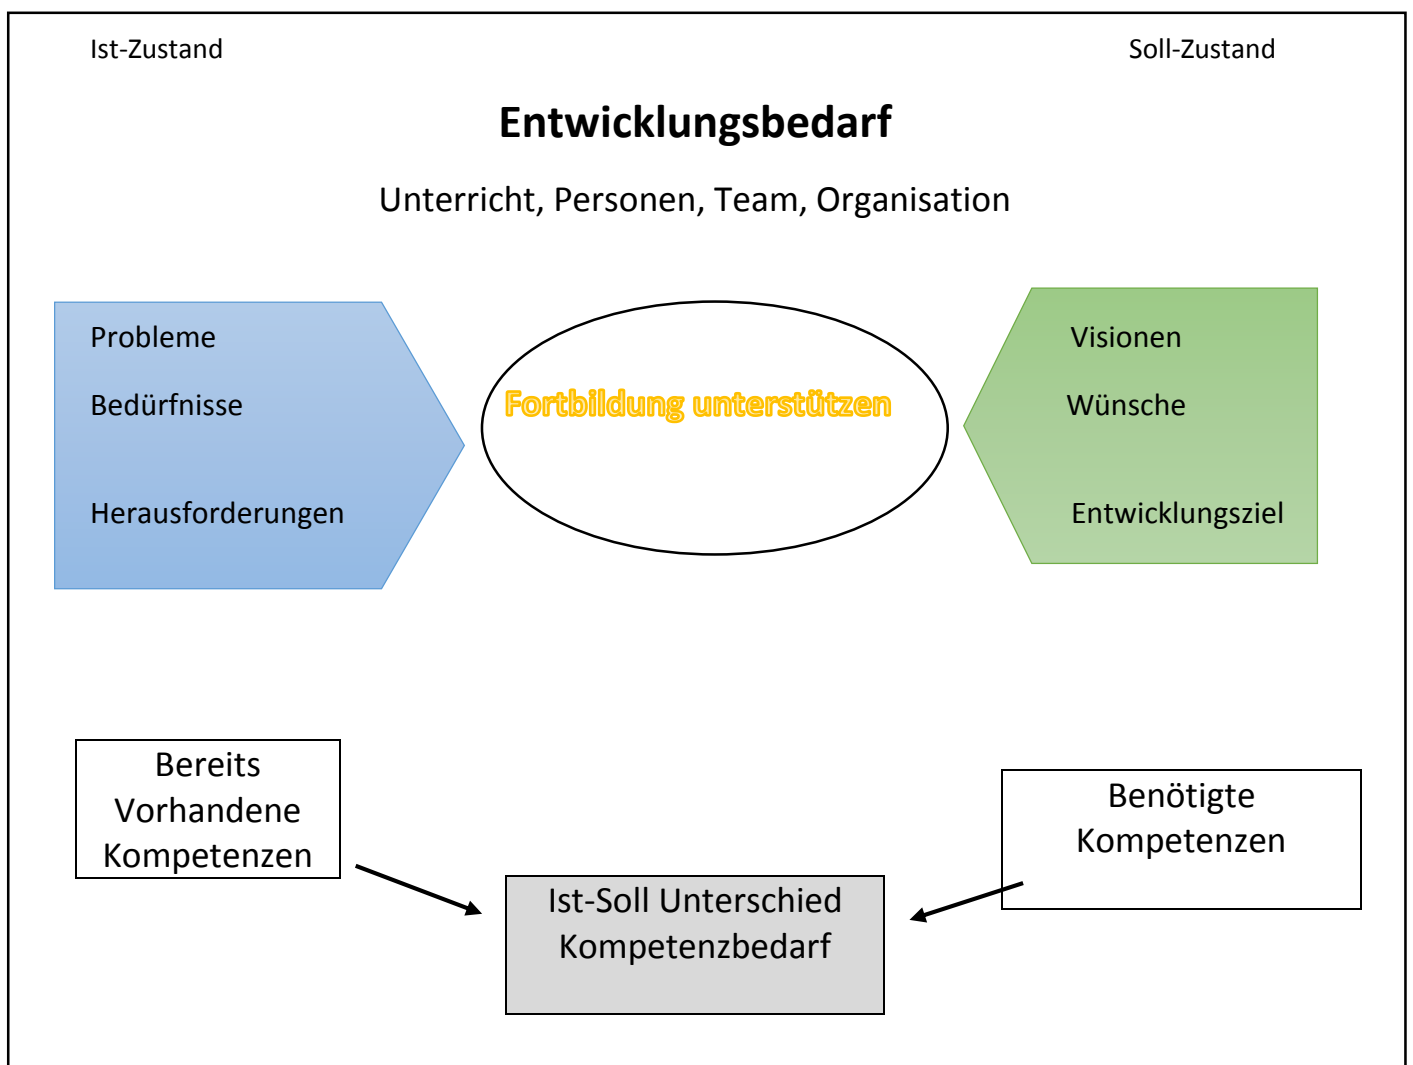 Ist-Zustand
Soll-Zustand
Entwicklungsbedarf
Unterricht, Personen, Team, Organisation
Probleme
Bedürfnisse
Herausforderungen
Fortbildung unterstützen
Visionen
Wünsche
Entwicklungsziel
Bereits
Vorhandene
Kompetenzen
Benötigte
Kompetenzen
Ist-Soll Unterschied
Kompetenzbedarf